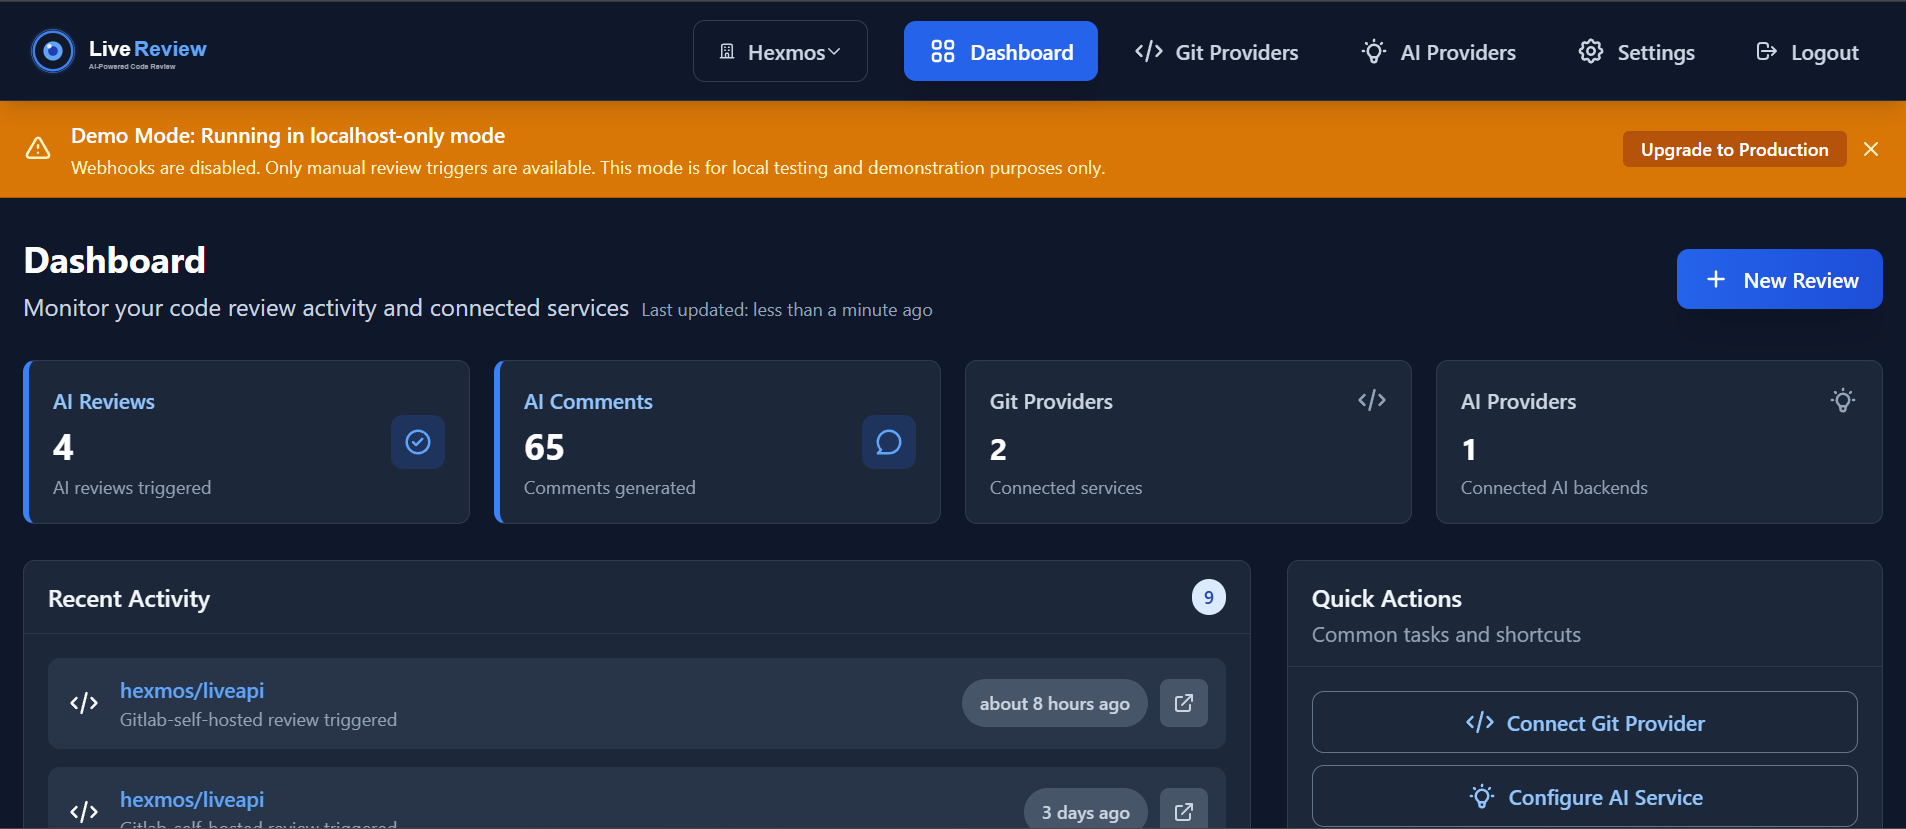 Live Review
AI-Powered Code Review
Hexmos
Dashboard
Git Providers
AI Providers
Settings
Logout
Demo Mode: Running in localhost-only mode
Webhooks are disabled. Only manual review triggers are available. This mode is for local testing and demonstration purposes only.
Upgrade to Production
Dashboard
Monitor your code review activity and connected services Last updated: less than a minute ago
New Review
AI Reviews
4
AI reviews triggered
AI Comments
65
Comments generated
Git Providers
2
Connected services
AI Providers
1
Connected AI backends
Recent Activity
9
hexmos/liveapi
Gitlab-self-hosted review triggered
about 8 hours ago
hexmos/liveapi
Gitlab-self-hosted review triggered
3 days ago
Quick Actions
Common tasks and shortcuts
Connect Git Provider
Configure AI Service